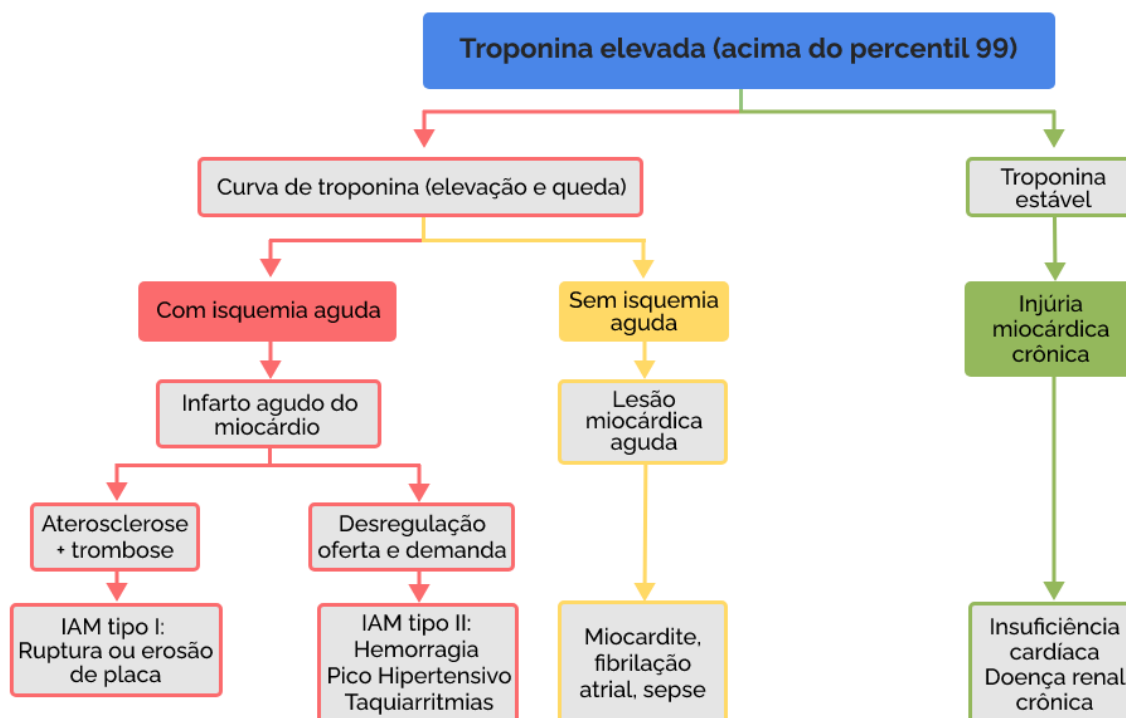 Troponina elevada (acima do percentil 99)
Curva de troponina (elevação e queda)
Troponina
estável
Com isquemia aguda
Sem isquemia
aguda
Injúria
miocárdica
crônica
Infarto agudo do
miocárdio
Lesão
miocárdica
aguda
Aterosclerose
+ trombose
Desregulação
oferta e demanda
IAM tipo I:
Ruptura ou erosão
de placa
IAM tipo II:
Hemorragia
Pico Hipertensivo
Taquiarritmias
Miocardite,
fibrilação
atrial, sepse
Insuficiência
cardíaca
Doença renal
crônica